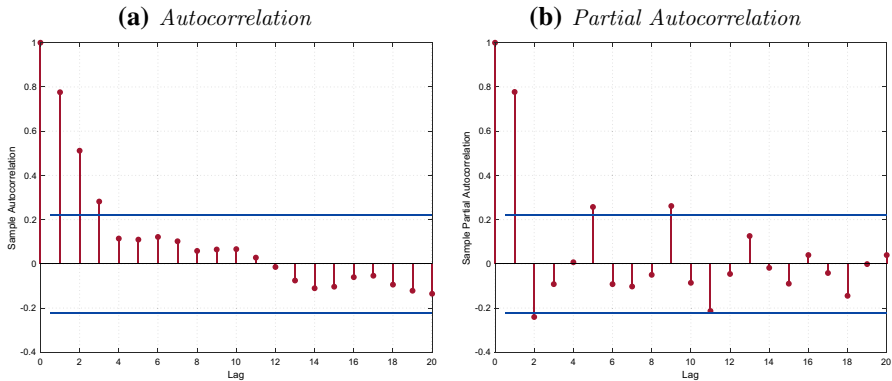 (a) Autocorrelation
(b) Partial Autocorrelation
Sample Autocorrelation
1
0.8
0.6
0.4
0.2
0
-0.2
-0.4
0 2 4 6 8 10 12 14 16 18 20
Lag
Sample Partial Autocorrelation
1
0.8
0.6
0.4
0.2
0
-0.2
-0.4
0 2 4 6 8 10 12 14 16 18 20
Lag